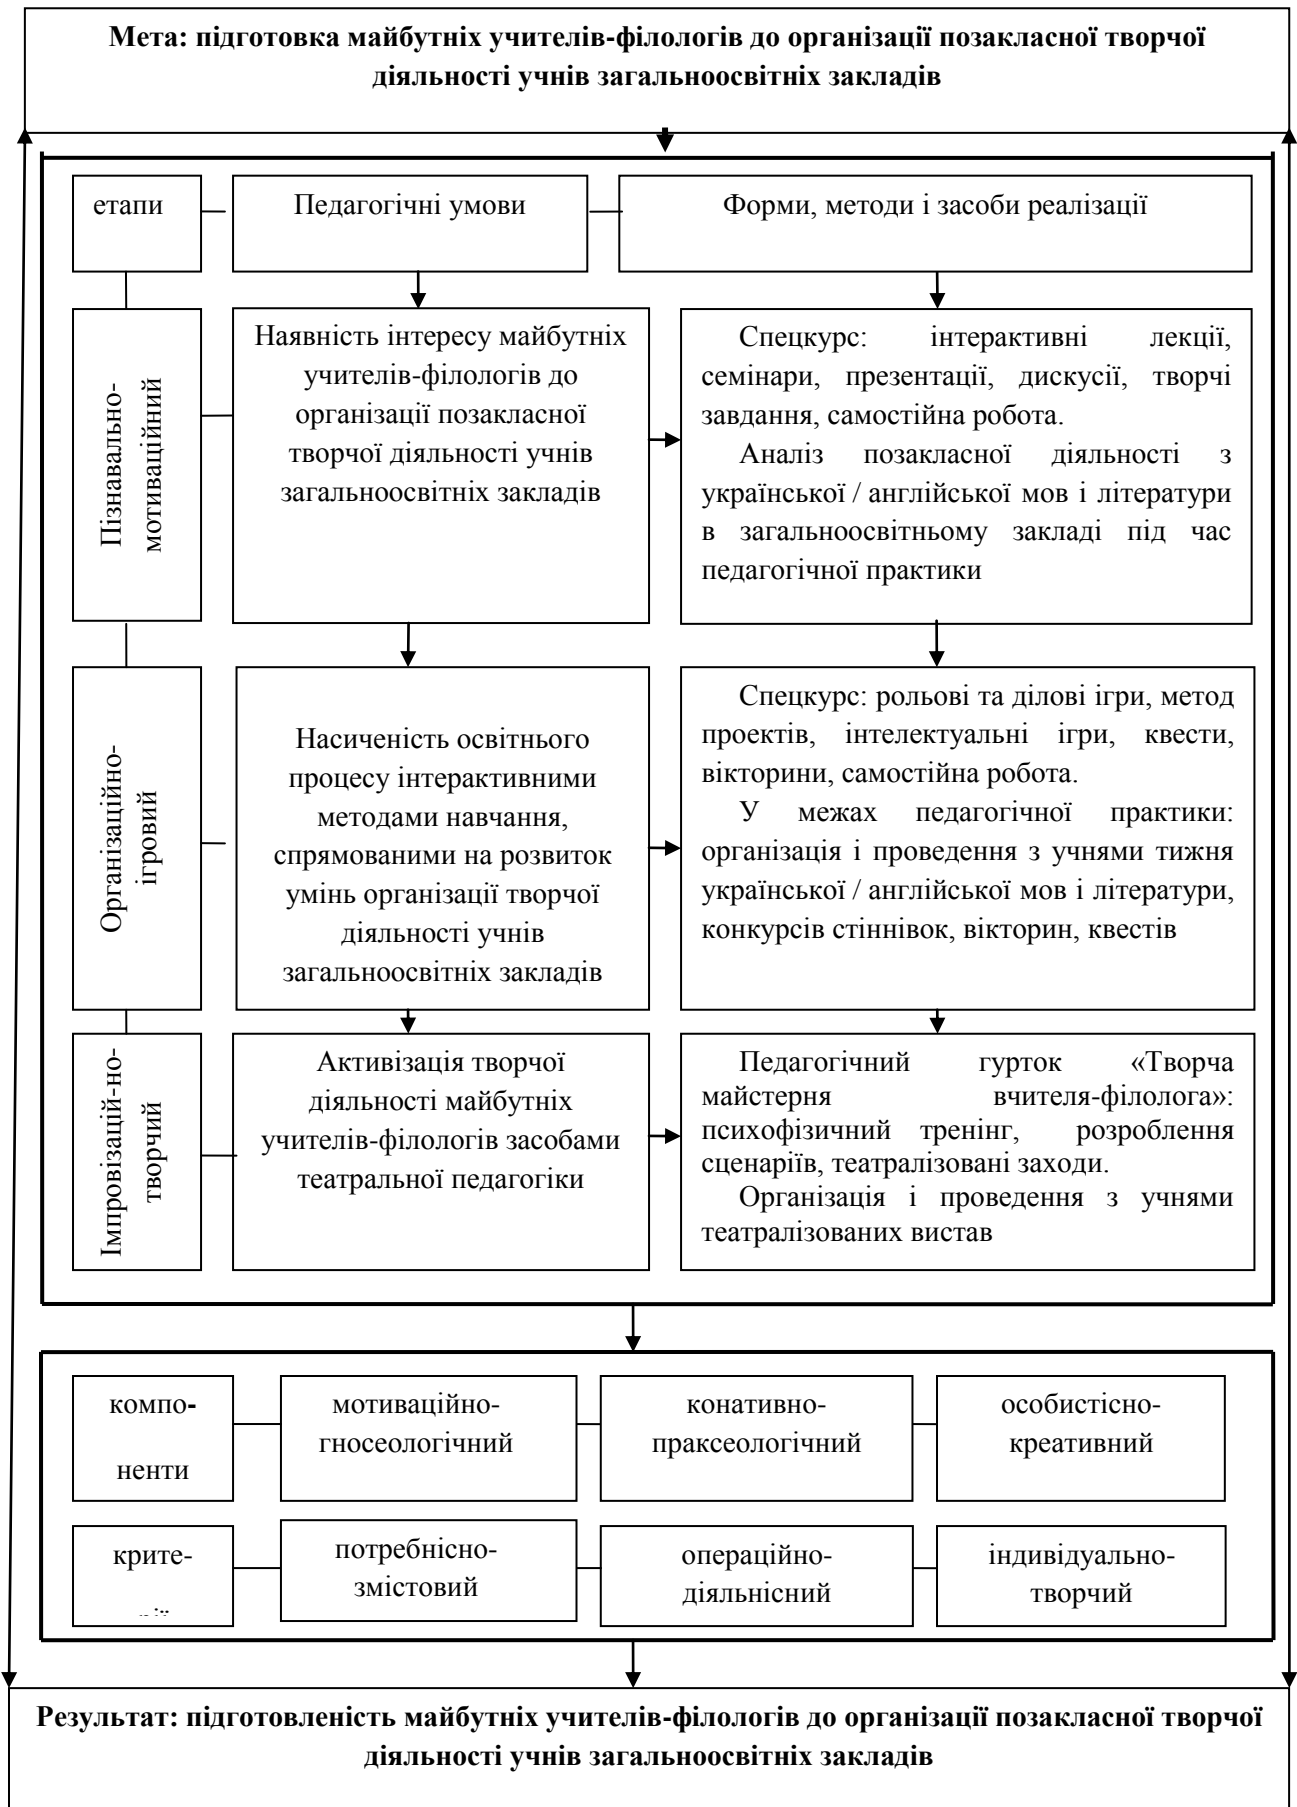 Мета: підготовка майбутніх учителів-філологів до організації позакласної творчої
діяльності учнів загальноосвітніх закладів
етапи
Педагогічні умови
Форми, методи і засоби реалізації
Пізнавально-
мотиваційний
Наявність інтересу майбутніх
учителів-філологів до
організації позакласної
творчої діяльності учнів
загальноосвітніх закладів
Спецкурс: інтерактивні лекції,
семінари, презентації, дискусії, творчі
завдання, самостійна робота.
Аналіз позакласної діяльності з
української / англійської мов і літератури
в загальноосвітньому закладі під час
педагогічної практики
Організаційно-
ігровий
Насиченість освітнього
процесу інтерактивними
методами навчання,
спрямованими на розвиток
умінь організації творчої
діяльності учнів
загальноосвітніх закладів
Спецкурс: рольові та ділові ігри, метод
проектів, інтелектуальні ігри, квести,
вікторини, самостійна робота.
У межах педагогічної практики:
організація і проведення з учнями тижня
української / англійської мов і літератури,
конкурсів стіннівок, вікторин, квестів
Імпровізацій-но-
творчий
Активізація творчої
діяльності майбутніх
учителів-філологів засобами
театральної педагогіки
Педагогічний гурток «Творча
майстерня вчителя-філолога»:
психофізичний тренінг, розроблення
сценаріїв, театралізовані заходи.
Організація і проведення з учнями
театралізованих вистав
компо-
ненти
мотиваційно-
гносеологічний
конативно-
праксеологічний
особистісно-
креативний
крите-
потребнісно-
змістовий
операційно-
діяльнісний
індивідуально-
творчий
Результат: підготовленість майбутніх учителів-філологів до організації позакласної творчої
діяльності учнів загальноосвітніх закладів